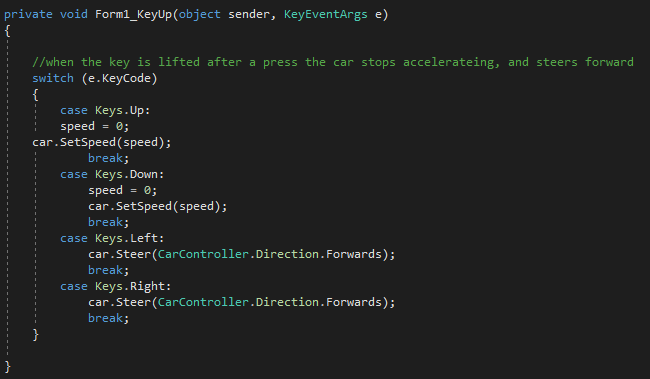 private void Form1_KeyUp(object sender, KeyEventArgs e)
{
//when the key is lifted after a press the car stops accelerateing, and steers forward
switch (e.KeyCode)
{
case Keys.Up:
speed = 0;
car.SetSpeed(speed);
break;
case Keys.Down:
speed = 0;
car.SetSpeed(speed);
break;
case Keys.Left:
car.Steer(CarController.Direction.Forwards);
break;
case Keys.Right:
car.Steer(CarController.Direction.Forwards);
break;
}
}